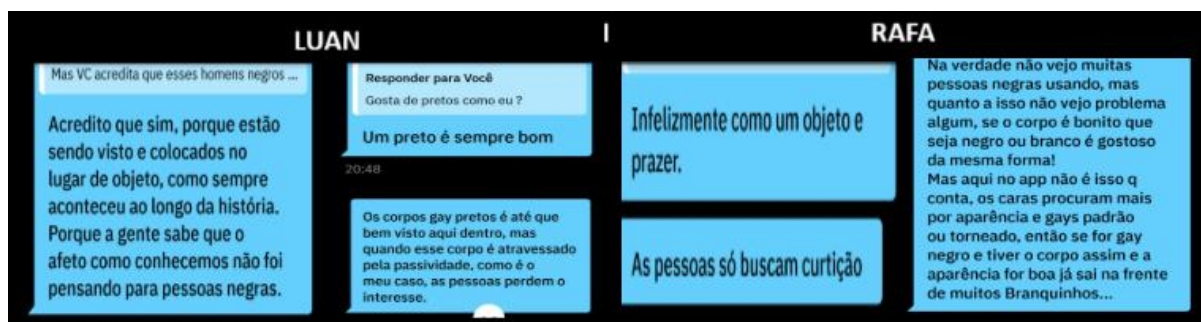 LUAN
Mas VC acredita que esses homens negros ...
Acredito que sim, porque estão
sendo visto e colocados no
lugar de objeto, como sempre
aconteceu ao longo da história.
Porque a gente sabe que o
afeto como conhecemos não foi
pensando para pessoas negras.
Responder para Você
Gosta de pretos como eu ?
Um preto é sempre bom
20:48
Os corpos gay pretos é até que
bem visto aqui dentro, mas
quando esse corpo é atravessado
pela passividade, como é o
meu caso, as pessoas perdem o
interesse.
I
RAFA
Infelizmente como um objeto e
prazer.
As pessoas só buscam curtição
Na verdade não vejo muitas
pessoas negras usando, mas
quanto a isso não vejo problema
algum, se o corpo é bonito que
seja negro ou branco é gostoso
da mesma forma!
Mas aqui no app não é isso q
conta, os caras procuram mais
por aparência e gays padrão
ou torneado, então se for gay
negro e tiver o corpo assim e a
aparência for boa já sai na frente
de muitos Branquinhos...